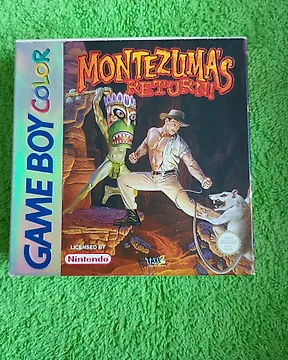 GAME BOY COLOR
MONTEZUMA'S
RETURN!
LICENSED BY
Nintendo